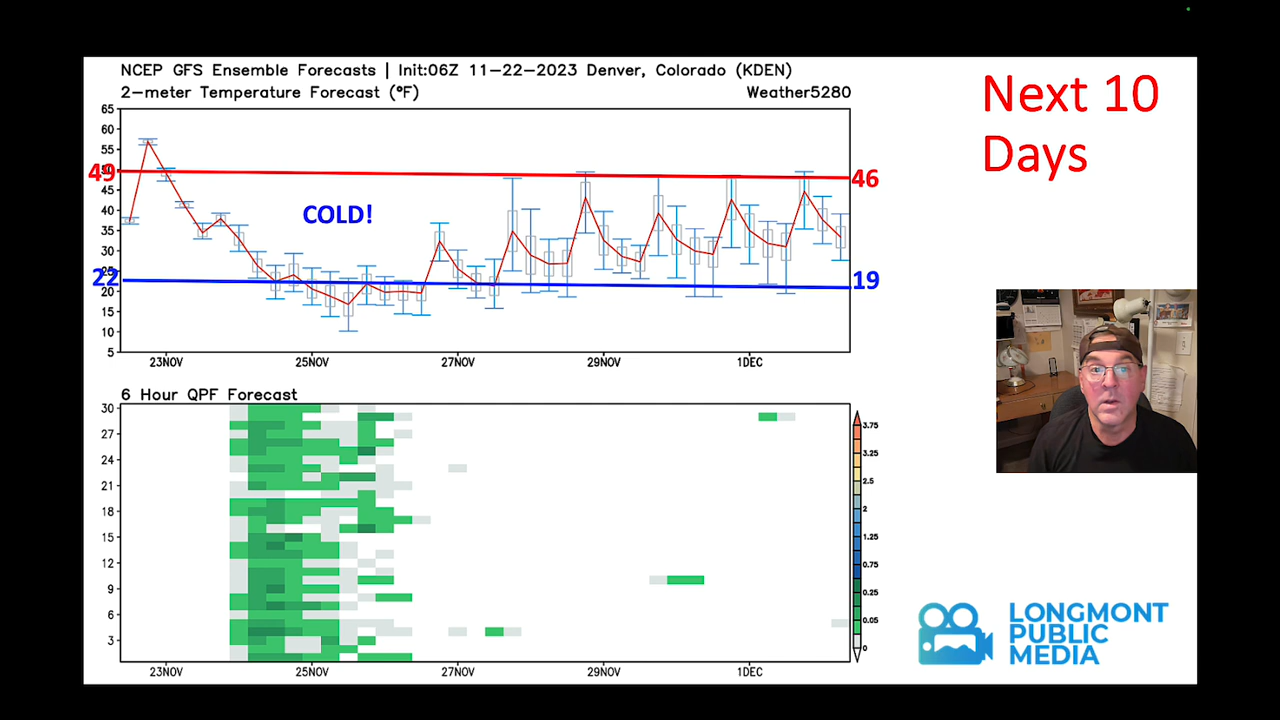 NCEP GFS Ensemble Forecasts | Init:06Z 11-22-2023 Denver, Colorado (KDEN)
2-meter Temperature Forecast (°F)
Weather5280
Next 10
Days
65
60
55
50
45
40
35
30
25
20
15
10
5
49
46
COLD!
22
19
23NOV
25NOV
27NOV
29NOV
1DEC
6 Hour QPF Forecast
30
27
24
21
18
15
12
9
6
3
3.75
3.25
2.5
2
1.25
0.75
0.25
0.05
0
23NOV
25NOV
27NOV
29NOV
1DEC
LONGMONT
PUBLIC
MEDIA